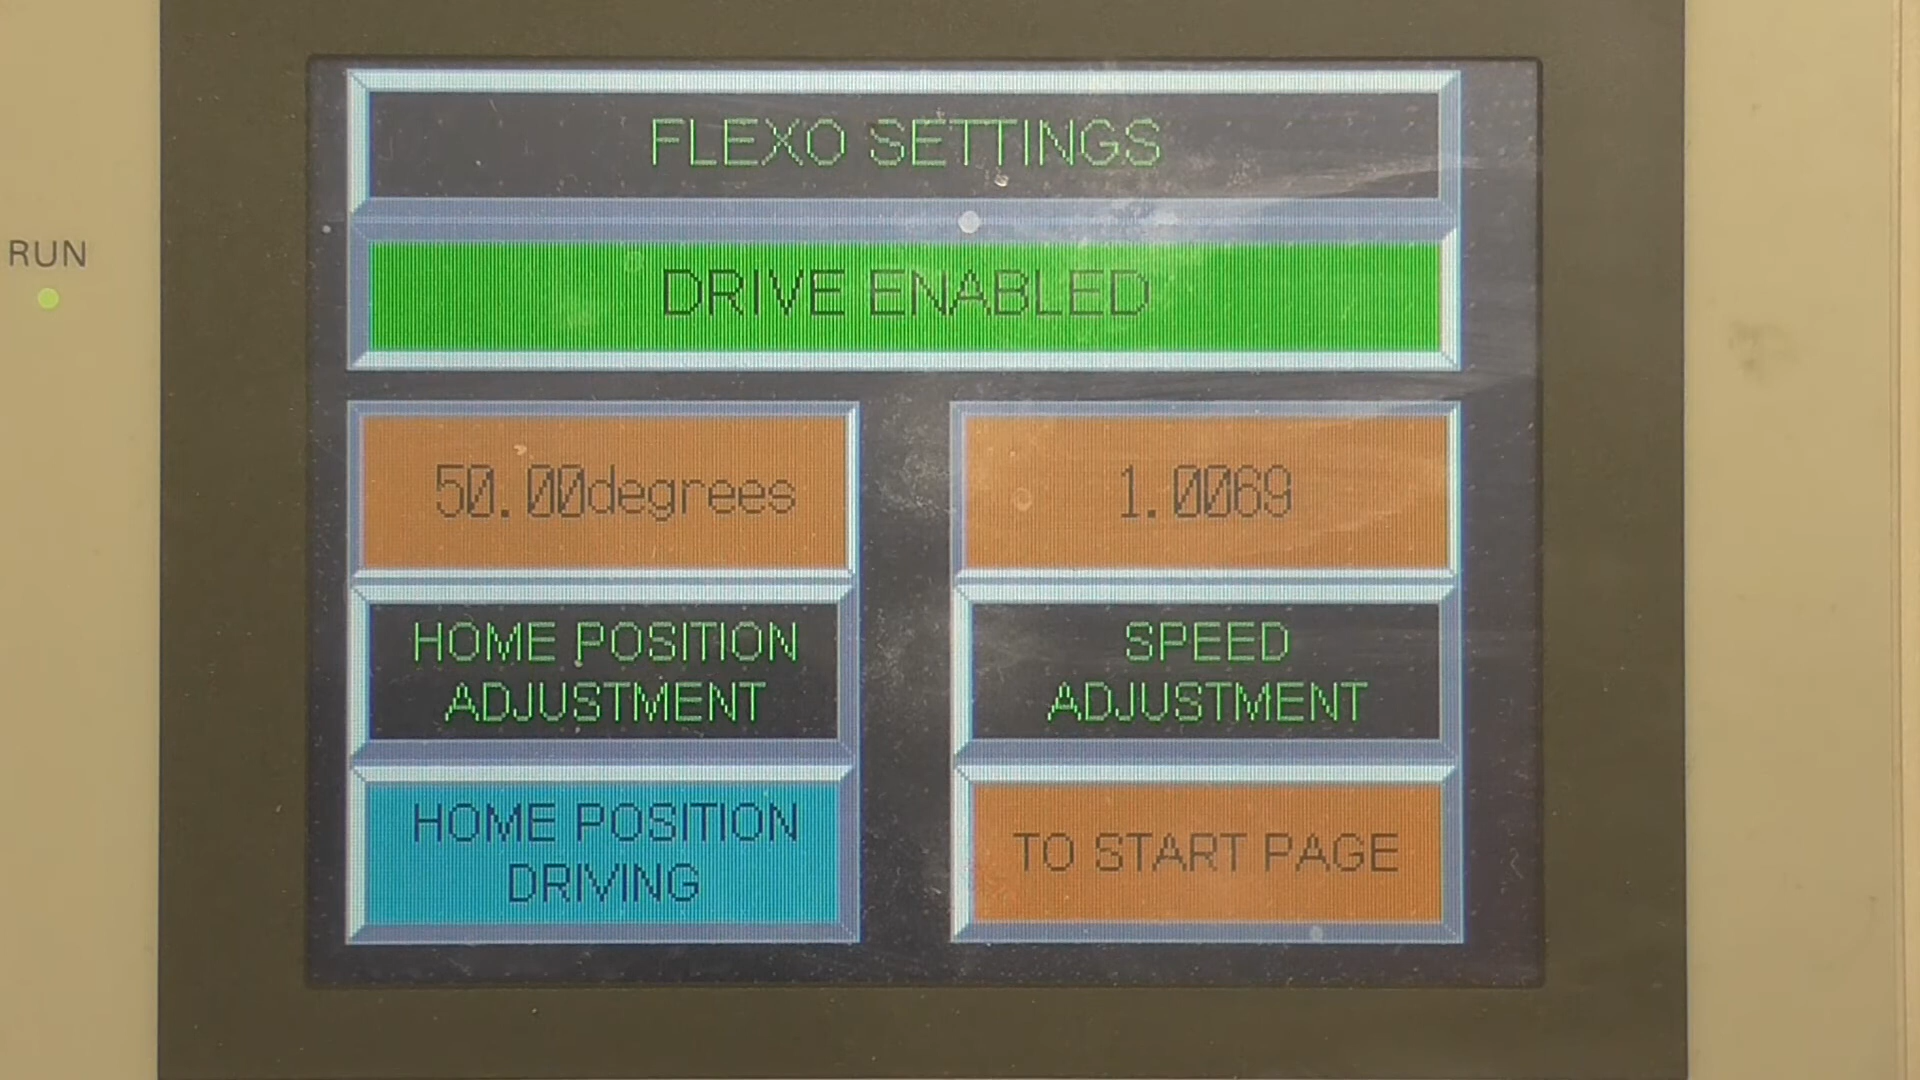 FLEXO SETTINGS
RUN
DRIVE ENABLED
50.00degrees
1.0069
HOME POSITION
ADJUSTMENT
SPEED
ADJUSTMENT
HOME POSITION
DRIVING
TO START PAGE